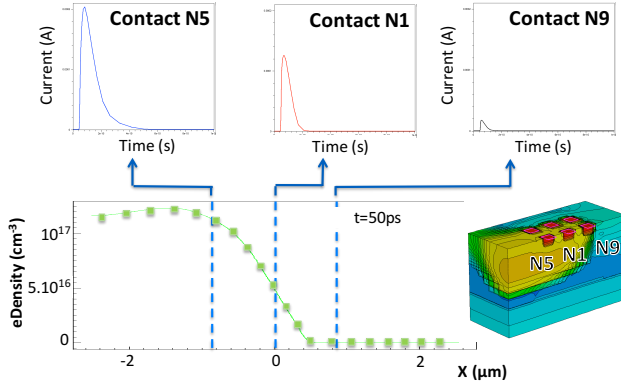 Contact N5
Contact N1
Contact N9
Current (A)
Current (A)
Current (A)
Time (s)
Time (s)
Time (s)
t=50ps
10¹⁷
5.10¹⁶
0
eDensity (cm⁻³)
-2
0
2
X (μm)
N5
N1
N9